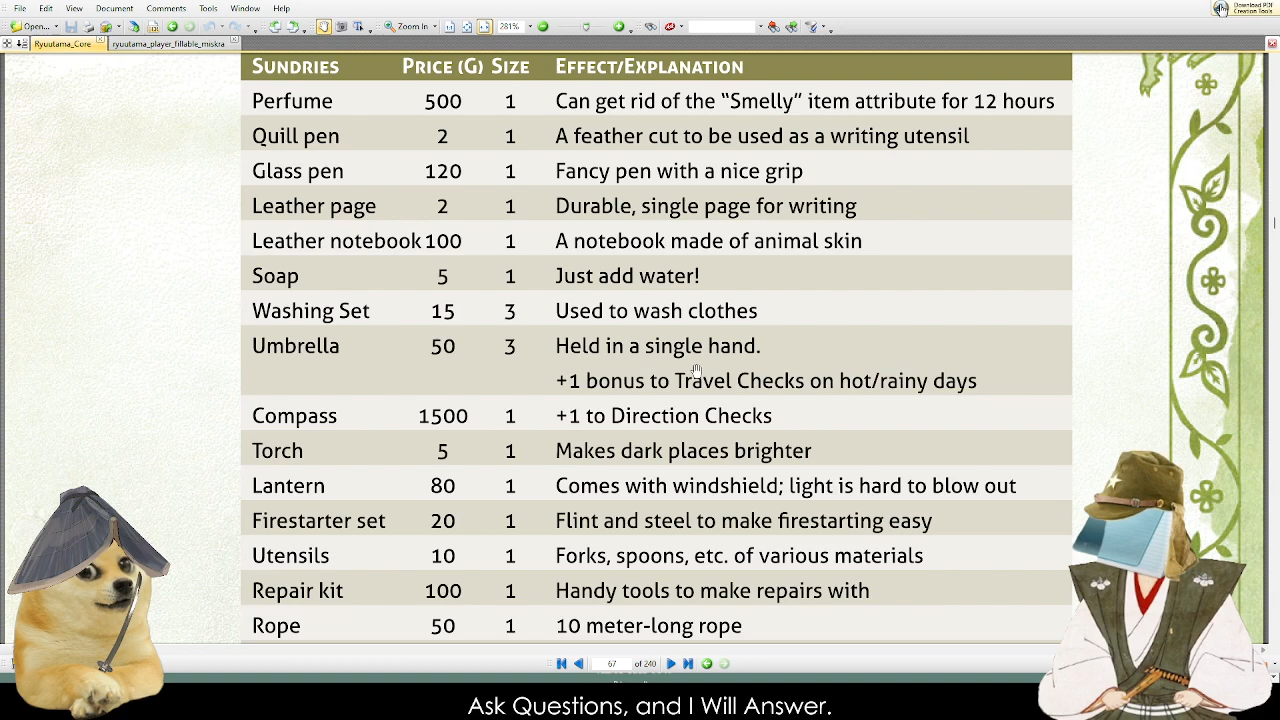 File Edit View Document Comments Tools Window Help
Download PDF
Creation Tools
Open... Zoom In 281%
Ryuutama_Core ryuutama_player_fillable_miskra
SUNDRIES PRICE (G) SIZE EFFECT/EXPLANATION
Perfume 500 1 Can get rid of the “Smelly” item attribute for 12 hours
Quill pen 2 1 A feather cut to be used as a writing utensil
Glass pen 120 1 Fancy pen with a nice grip
Leather page 2 1 Durable, single page for writing
Leather notebook 100 1 A notebook made of animal skin
Soap 5 1 Just add water!
Washing Set 15 3 Used to wash clothes
Umbrella 50 3 Held in a single hand.
+1 bonus to Travel Checks on hot/rainy days
Compass 1500 1 +1 to Direction Checks
Torch 5 1 Makes dark places brighter
Lantern 80 1 Comes with windshield; light is hard to blow out
Firestarter set 20 1 Flint and steel to make firestarting easy
Utensils 10 1 Forks, spoons, etc. of various materials
Repair kit 100 1 Handy tools to make repairs with
Rope 50 1 10 meter-long rope
67 of 240
Ask Questions, and I Will Answer.